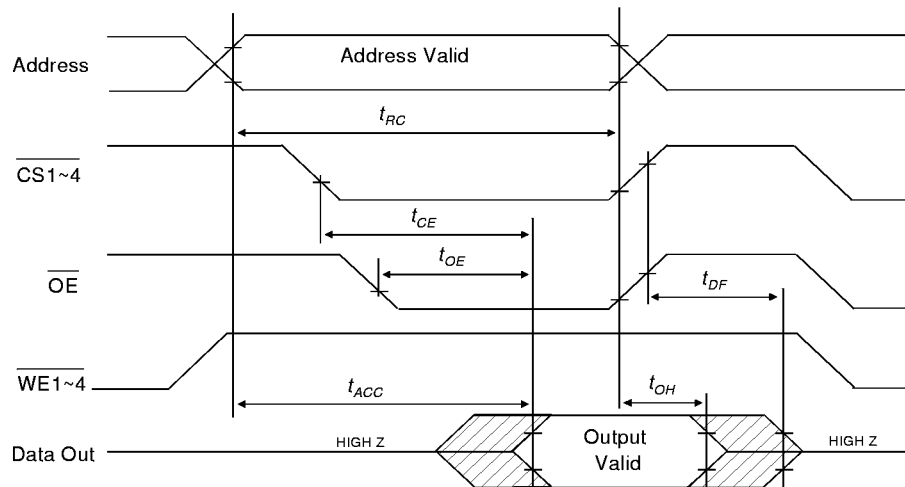 Address
Address Valid
tRC
CS1~4
tCE
OE
tOE
tDF
WE1~4
tACC
tOH
Data Out
HIGH Z
Output
Valid
HIGH Z